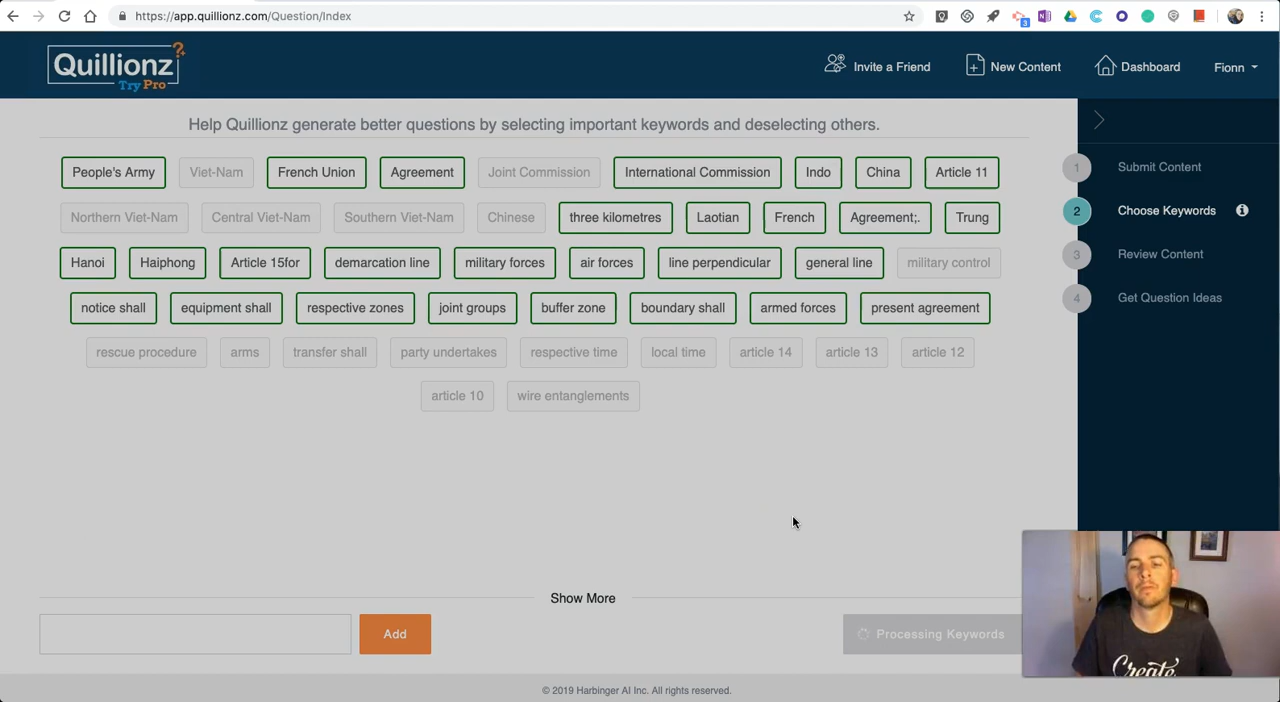 https://app.quillionz.com/Question/Index
3
Quillionz
Try Pro
Invite a Friend
New Content
Dashboard
Fionn
Help Quillionz generate better questions by selecting important keywords and deselecting others.
People's Army Viet-Nam French Union Agreement Joint Commission International Commission Indo China Article 11
Northern Viet-Nam Central Viet-Nam Southern Viet-Nam Chinese three kilometres Laotian French Agreement;. Trung
Hanoi Haiphong Article 15for demarcation line military forces air forces line perpendicular general line military control
notice shall equipment shall respective zones joint groups buffer zone boundary shall armed forces present agreement
rescue procedure arms transfer shall party undertakes respective time local time article 14 article 13 article 12
article 10 wire entanglements
1 Submit Content
2 Choose Keywords
3 Review Content
4 Get Question Ideas
Show More
Add
Processing Keywords
Create
© 2019 Harbinger AI Inc. All rights reserved.